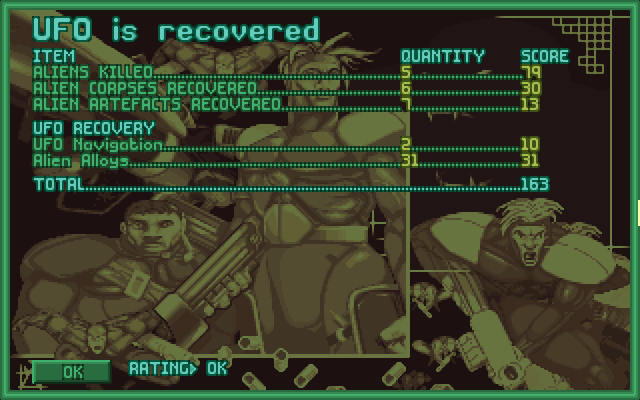 UFO is recovered
ITEM QUANTITY SCORE
ALIENS KILLED 5 79
ALIEN CORPSES RECOVERED 6 30
ALIEN ARTEFACTS RECOVERED 7 13
UFO RECOVERY
UFO Navigation 2 10
Alien Alloys 31 31
TOTAL 163
OK RATING> OK